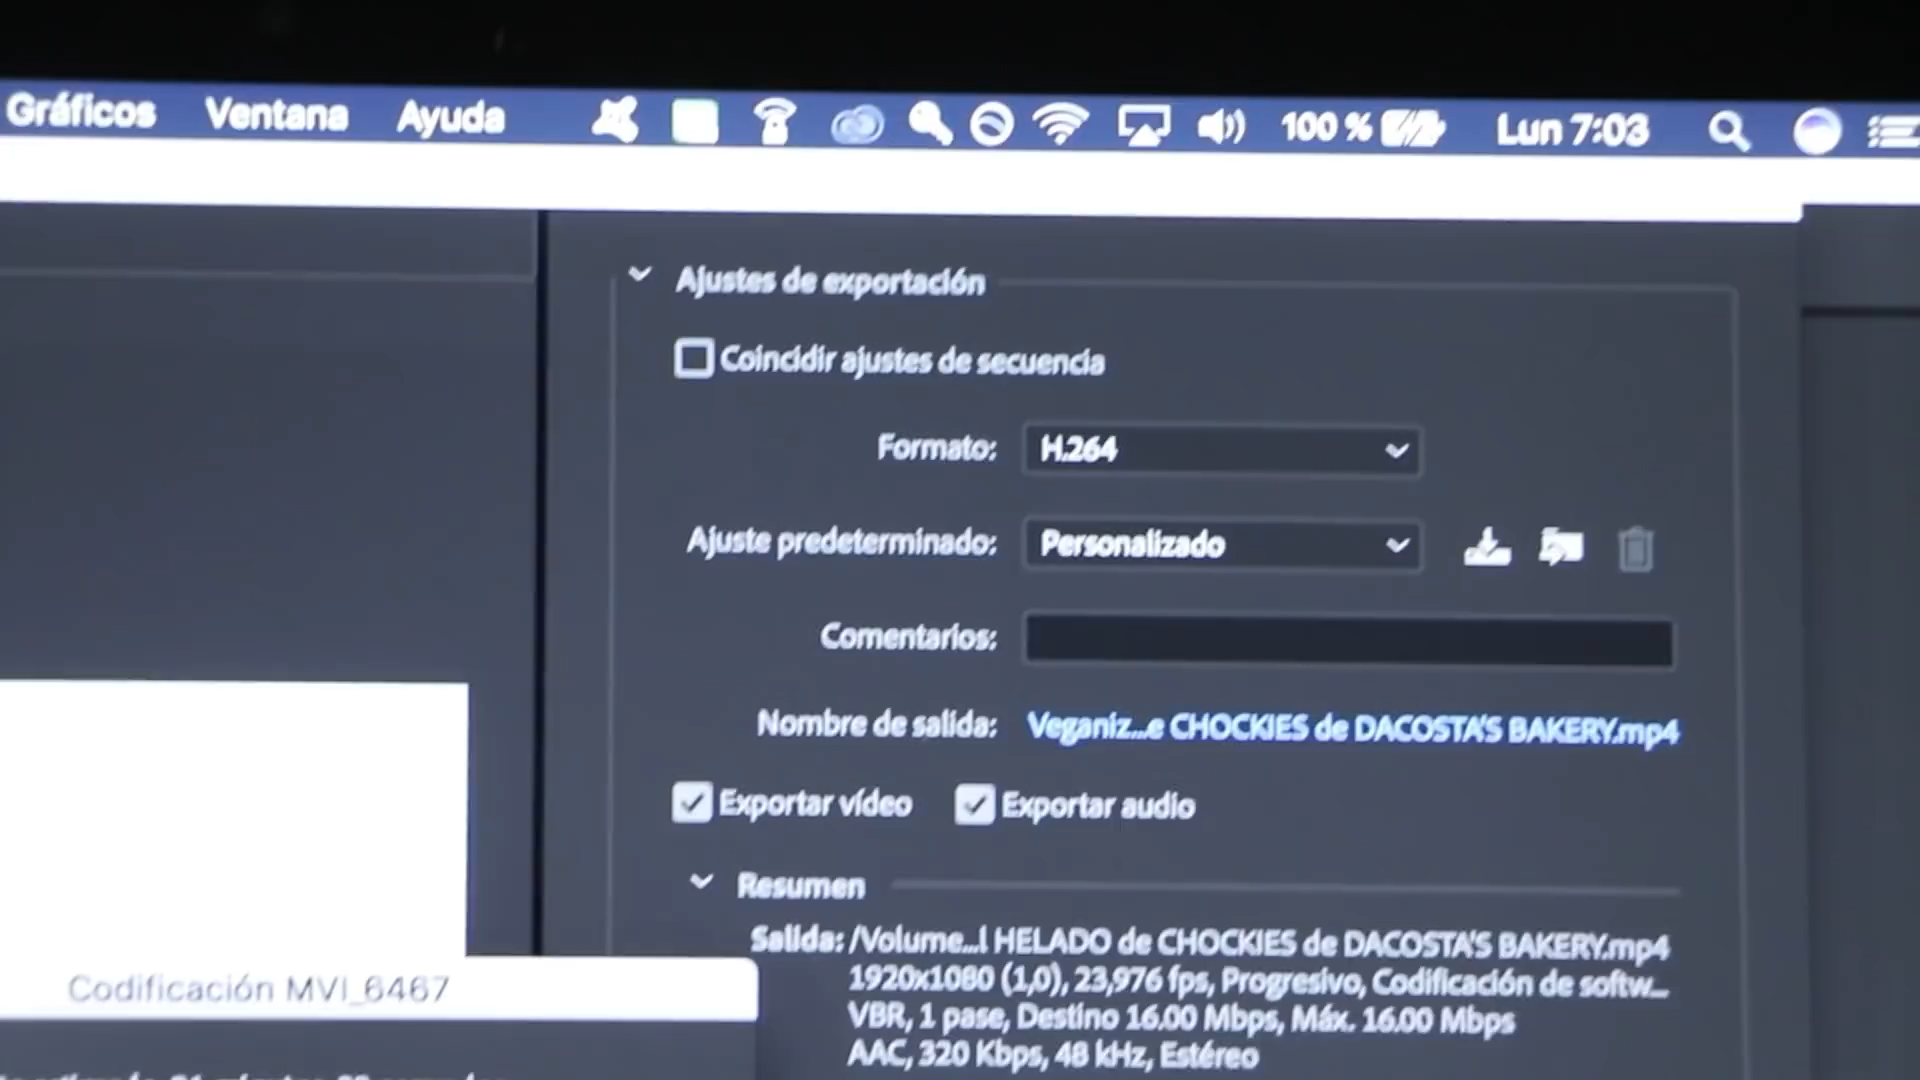 Gráficos Ventana Ayuda 100 % Lun 7:03
Ajustes de exportación
Coincidir ajustes de secuencia
Formato: H.264
Ajuste predeterminado: Personalizado
Comentarios:
Nombre de salida: Veganiz...e CHOCKIES de DACOSTA'S BAKERY.mp4
Exportar vídeo Exportar audio
Resumen
Salida: /Volume...l HELADO de CHOCKIES de DACOSTA'S BAKERY.mp4
1920x1080 (1,0), 23,976 fps, Progresivo, Codificación de softw...
VBR, 1 pase, Destino 16.00 Mbps, Máx. 16.00 Mbps
AAC, 320 Kbps, 48 kHz, Estéreo
Codificación MVI_6467